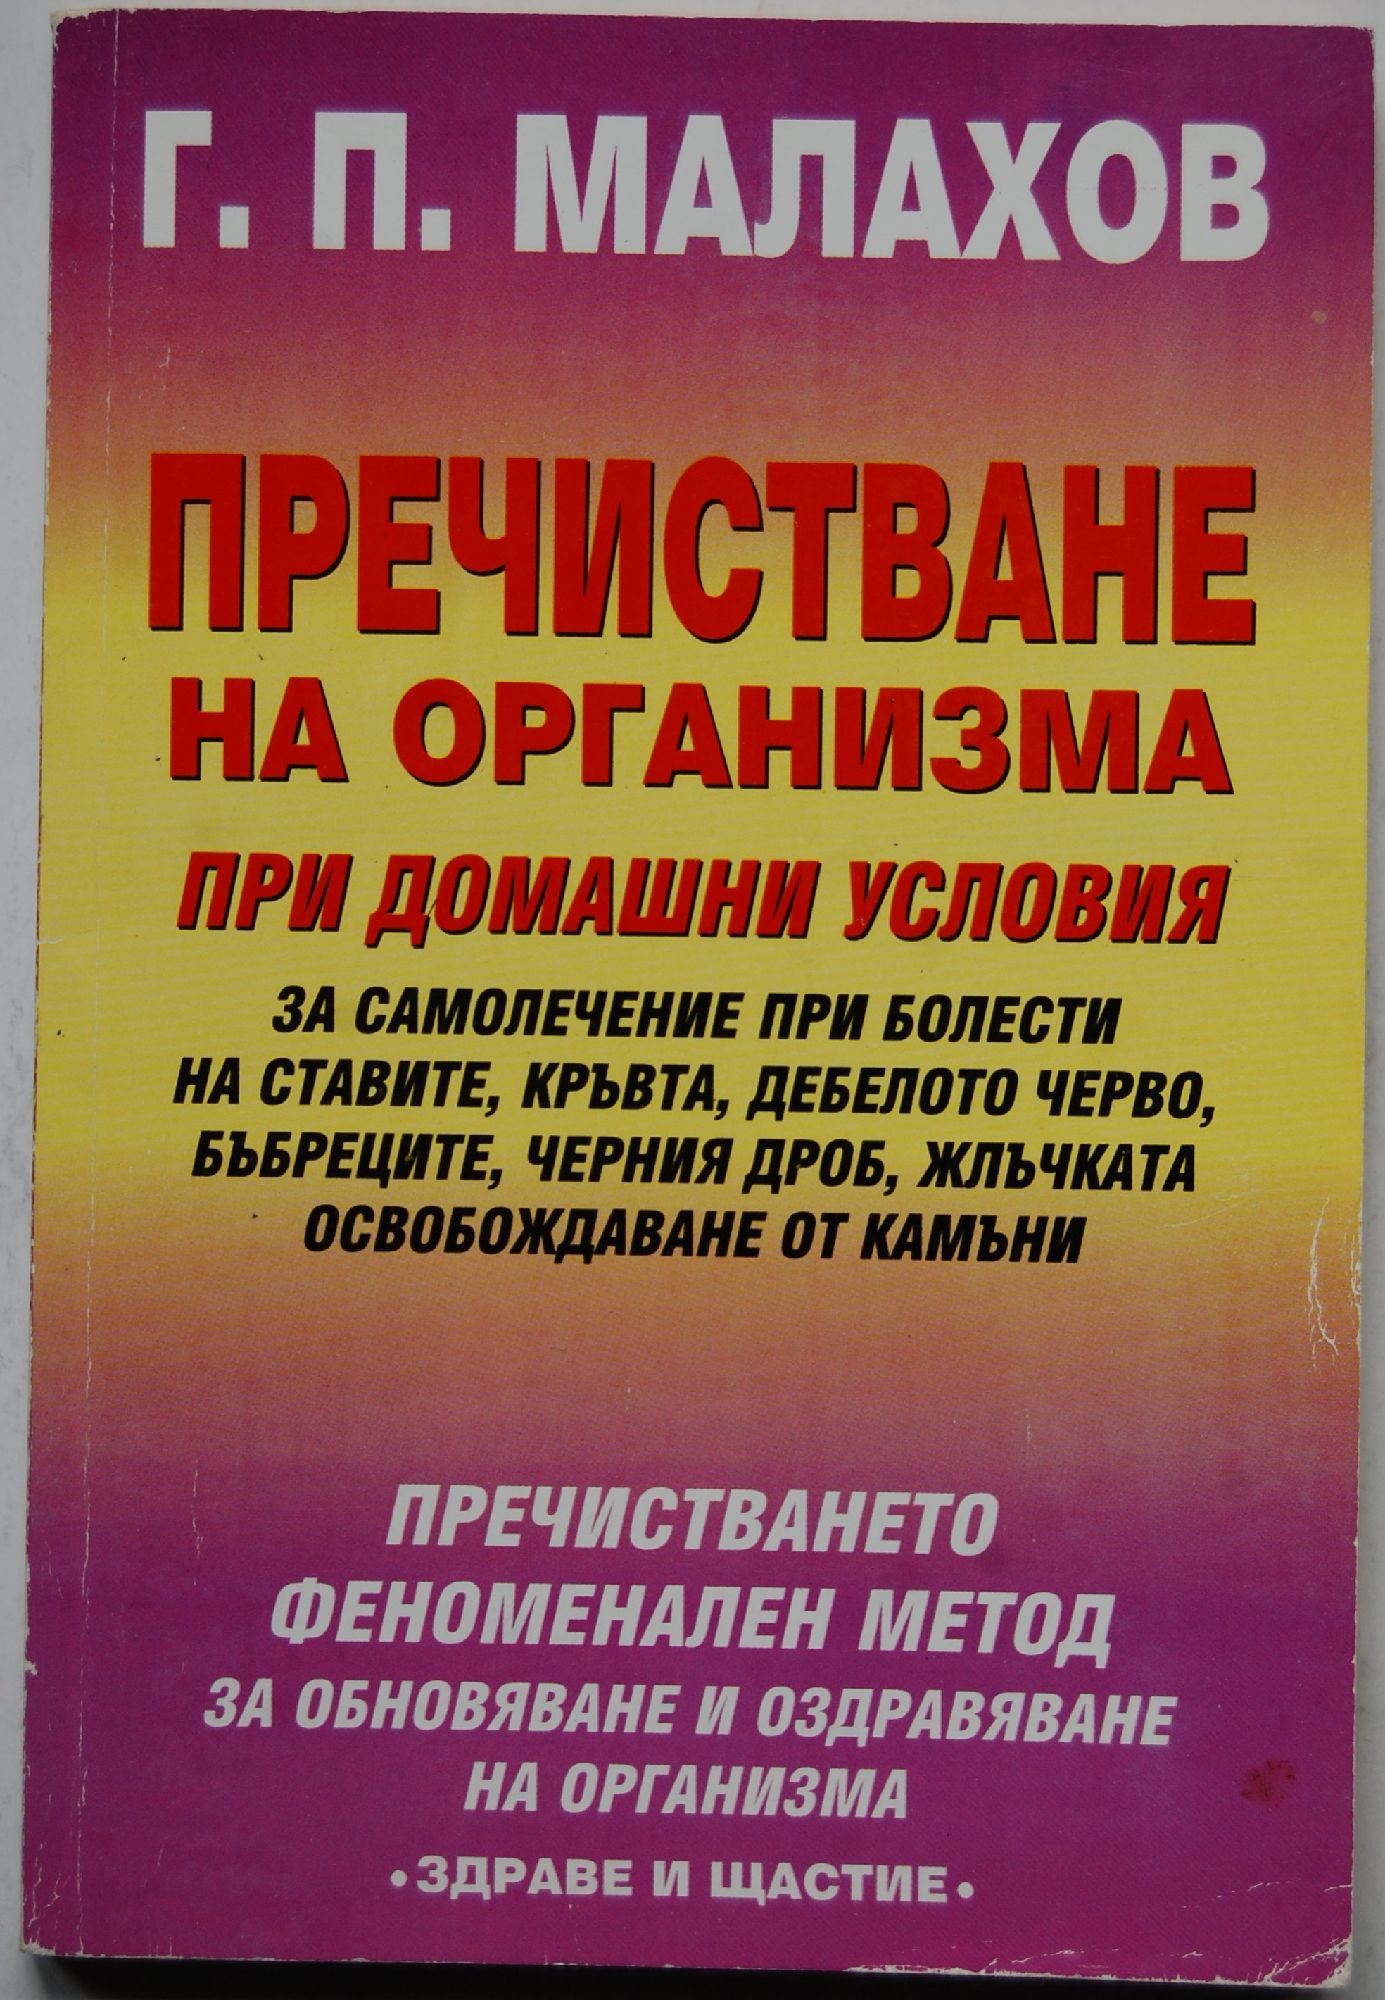 Г. П. МАЛАХОВ
ПРЕЧИСТВАНЕ
НА ОРГАНИЗМА
ПРИ ДОМАШНИ УСЛОВИЯ
ЗА САМОЛЕЧЕНИЕ ПРИ БОЛЕСТИ
НА СТАВИТЕ, КРЪВТА, ДЕБЕЛОТО ЧЕРВО,
БЪБРЕЦИТЕ, ЧЕРНИЯ ДРОБ, ЖЛЪЧКАТА
ОСВОБОЖДАВАНЕ ОТ КАМЪНИ
ПРЕЧИСТВАНЕТО
ФЕНОМЕНАЛЕН МЕТОД
ЗА ОБНОВЯВАНЕ И ОЗДРАВЯВАНЕ
НА ОРГАНИЗМА
• ЗДРАВЕ И ЩАСТИЕ •